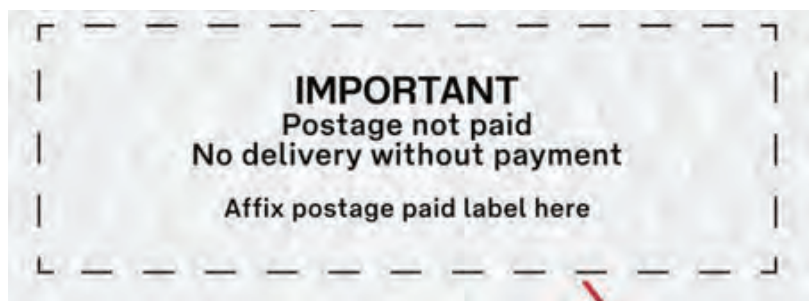 IMPORTANT
Postage not paid
No delivery without payment
Affix postage paid label here